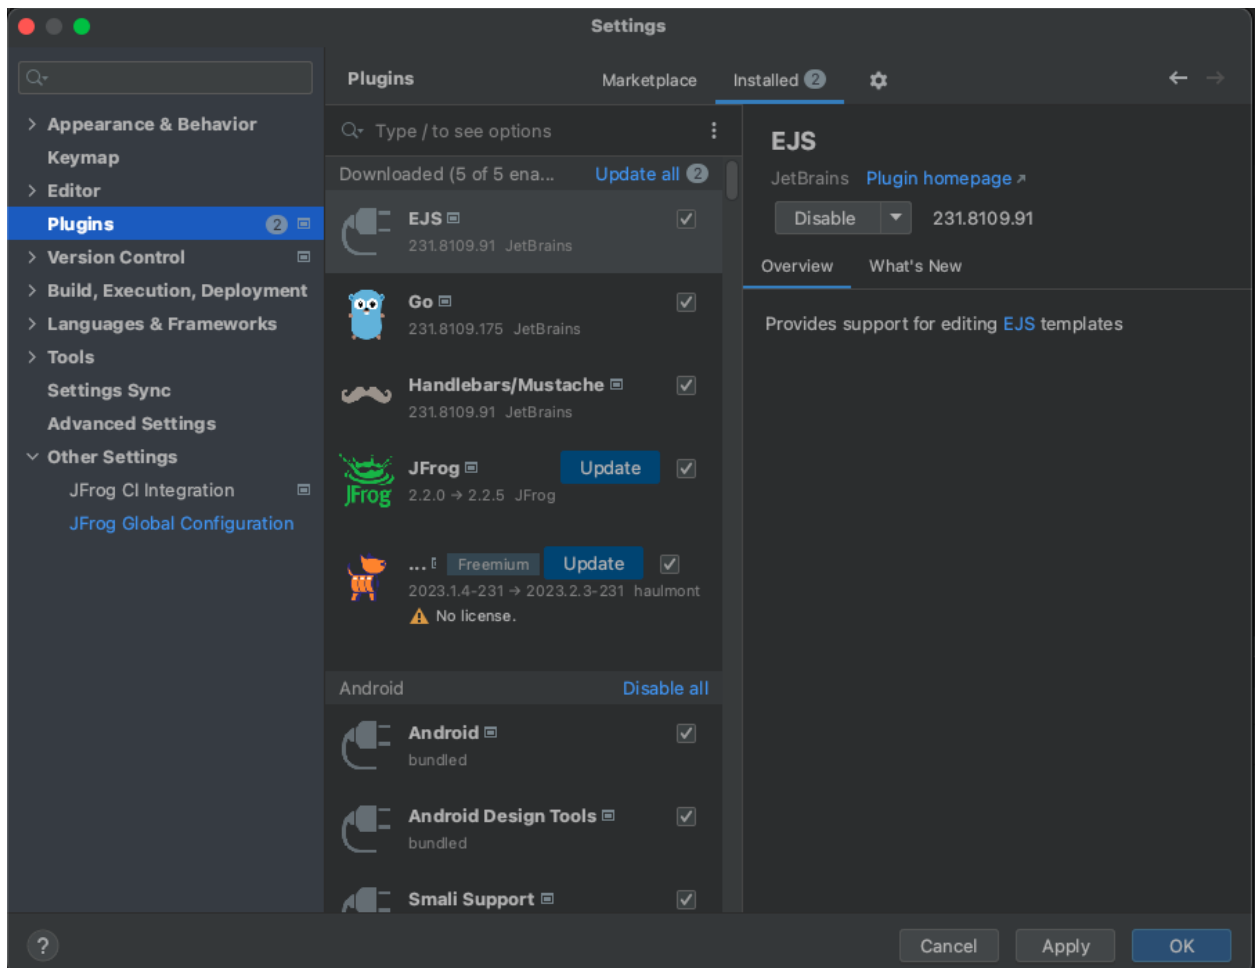 Settings
Plugins
Marketplace
Installed 2
Appearance & Behavior
Keymap
Editor
Plugins 2
Version Control
Build, Execution, Deployment
Languages & Frameworks
Tools
Settings Sync
Advanced Settings
Other Settings
JFrog CI Integration
JFrog Global Configuration
Type / to see options
Downloaded (5 of 5 ena... Update all 2
EJS
231.8109.91 JetBrains
Go
231.8109.175 JetBrains
Handlebars/Mustache
231.8109.91 JetBrains
JFrog
JFrog Update
2.2.0 → 2.2.5 JFrog
... Freemium Update
2023.1.4-231 → 2023.2.3-231 haulmont
No license.
Android Disable all
Android
bundled
Android Design Tools
bundled
Smali Support
EJS
JetBrains Plugin homepage ↗
Disable 231.8109.91
Overview What's New
Provides support for editing EJS templates
?
Cancel Apply OK